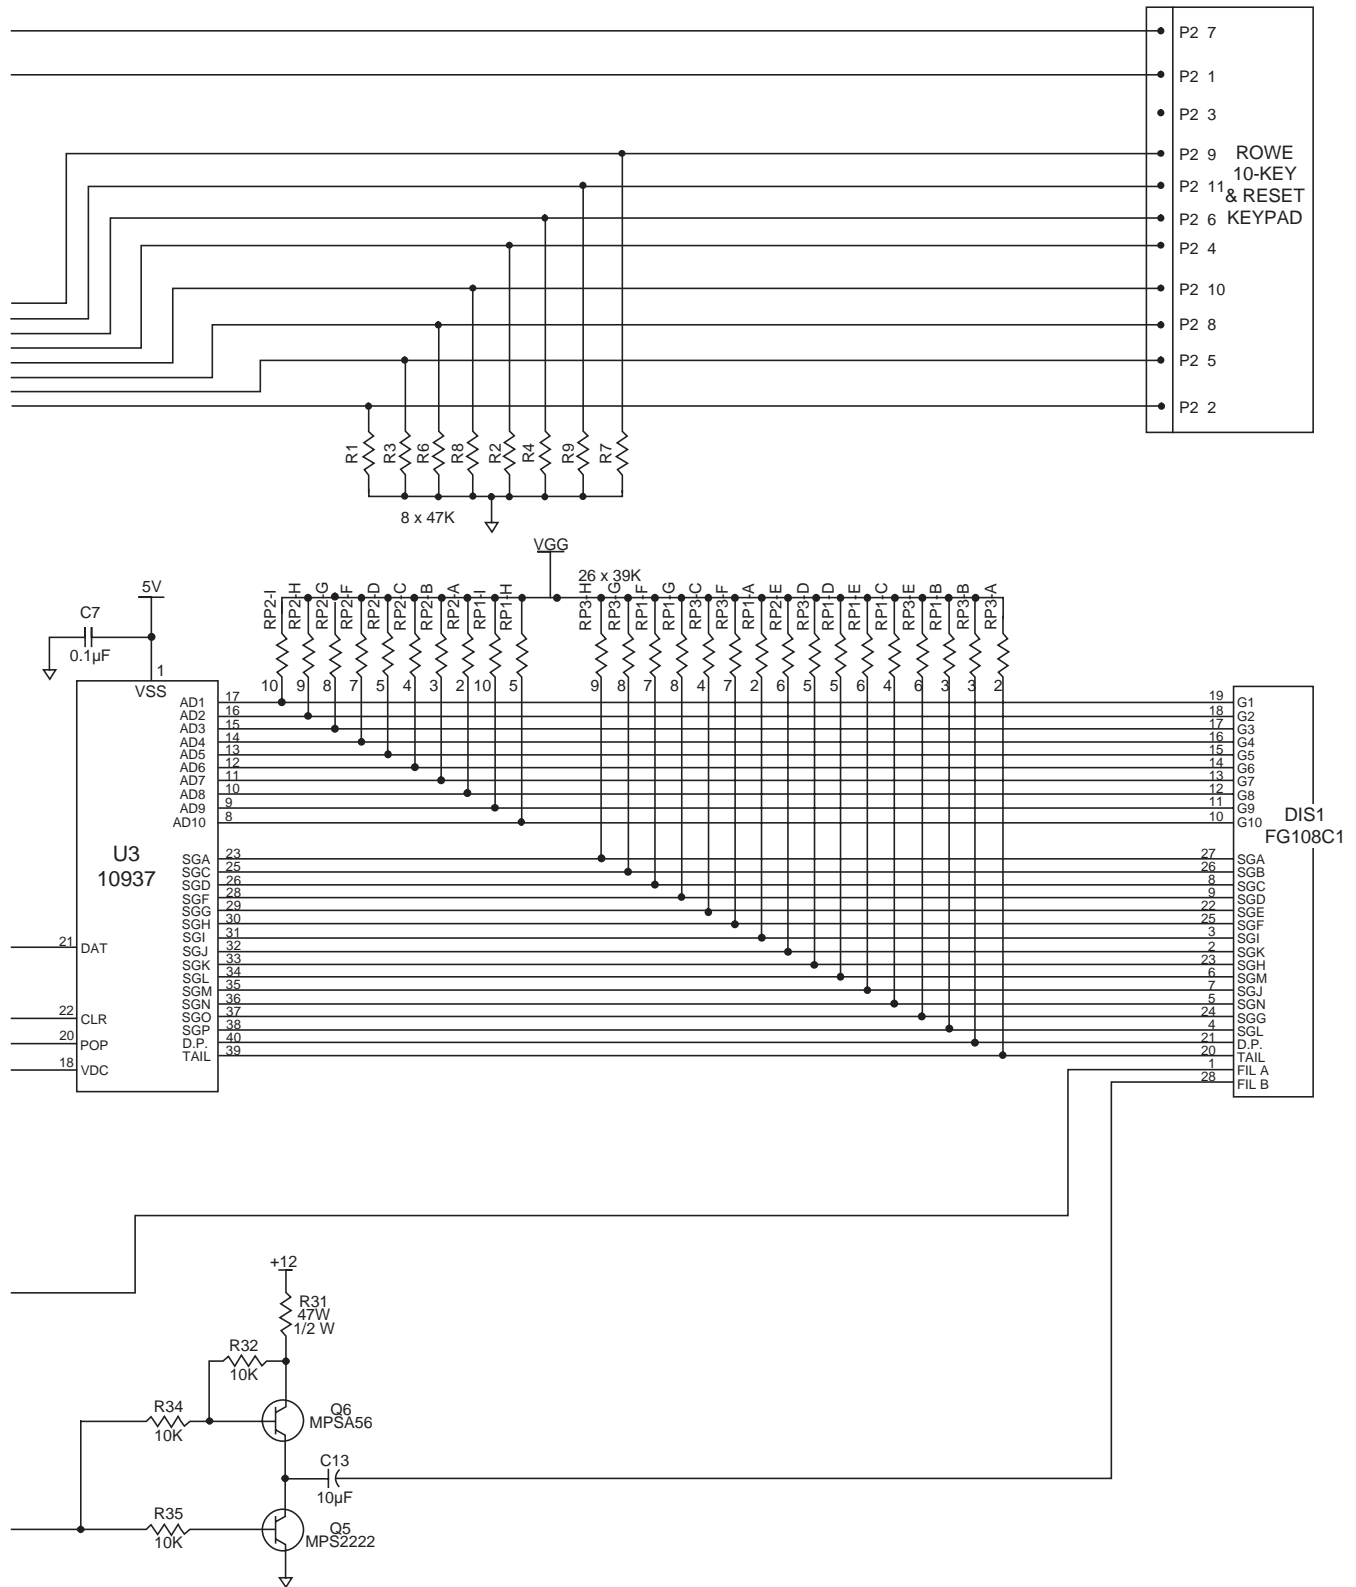 P2 7
P2 1
P2 3
P2 9
P2 11
P2 6
P2 4
P2 10
P2 8
P2 5
P2 2
ROWE
10-KEY
& RESET
KEYPAD
R1
R3
R6
R8
R2
R4
R9
R7
8 x 47K
VGG
26 x 39K
RP2-I
RP2-H
RP2-G
RP2-F
RP2-D
RP2-C
RP2-B
RP2-A
RP1-I
RP1-H
RP3-H
RP3-G
RP1-F
RP1-G
RP3-C
RP3-F
RP1-A
RP2-E
RP3-D
RP1-D
RP1-E
RP1-C
RP3-E
RP1-B
RP3-B
RP3-A
10 9 8 7 5 4 3 2 10 5 9 8 7 8 4 7 2 6 5 5 6 4 6 3 3 2
5V
C7
0.1µF
1
VSS
U3
10937
AD1 17
AD2 16
AD3 15
AD4 14
AD5 13
AD6 12
AD7 11
AD8 10
AD9 9
AD10 8
SGA 23
SGC 25
SGD 26
SGF 28
SGG 29
SGH 30
SGI 31
SGJ 32
SGK 33
SGL 34
SGM 35
SGN 36
SGO 37
SGP 38
D.P. 40
TAIL 39
21 DAT
22 CLR
20 POP
18 VDC
19 G1
18 G2
17 G3
16 G4
15 G5
14 G6
13 G7
12 G8
11 G9
10 G10
DIS1
FG108C1
27 SGA
26 SGB
8 SGC
9 SGD
22 SGE
25 SGF
3 SGI
2 SGK
23 SGH
6 SGM
7 SGJ
5 SGN
24 SGG
4 SGL
21 D.P.
20 TAIL
1 FIL A
28 FIL B
+12
R31
47W
1/2 W
R32
10K
R34
10K
Q6
MPSA56
C13
10µF
R35
10K
Q5
MPS2222